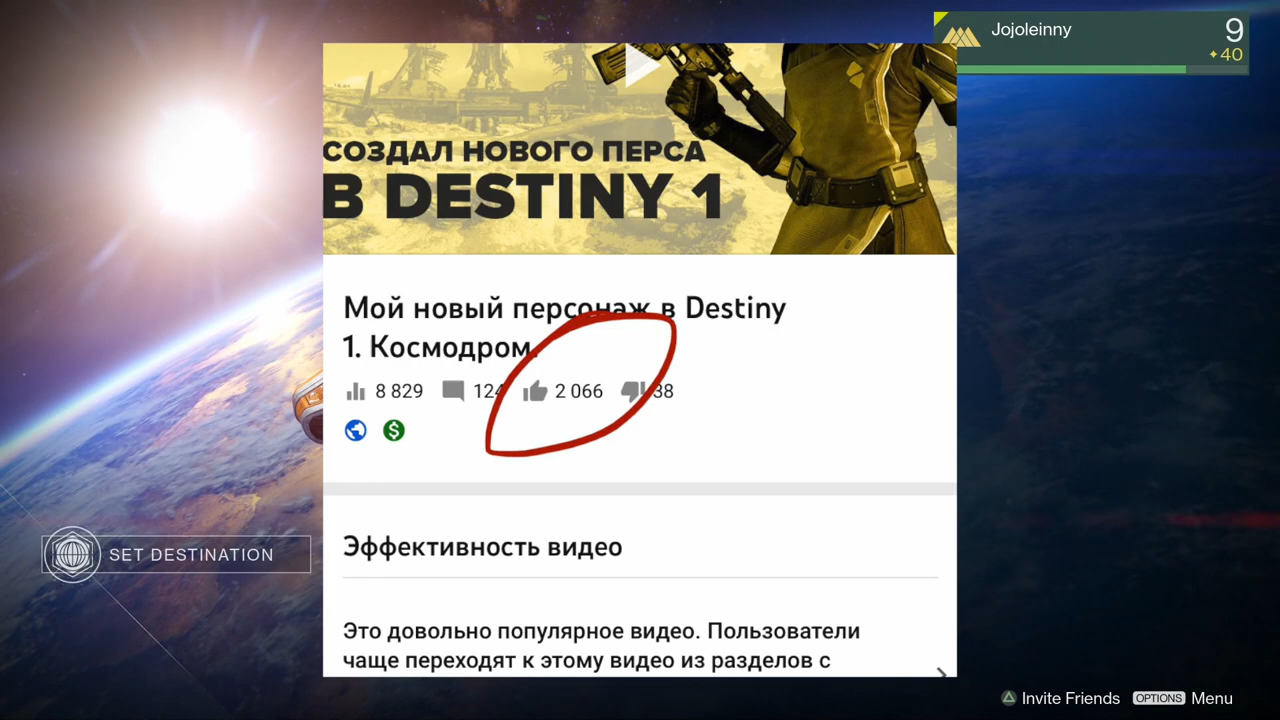 Jojoleinny
9
40
СОЗДАЛ НОВОГО ПЕРСА
В DESTINY 1
Мой новый персонаж в Destiny
1. Космодром.
8 829 124 2 066 38
SET DESTINATION
Эффективность видео
Это довольно популярное видео. Пользователи
чаще переходят к этому видео из разделов с
Invite Friends OPTIONS Menu